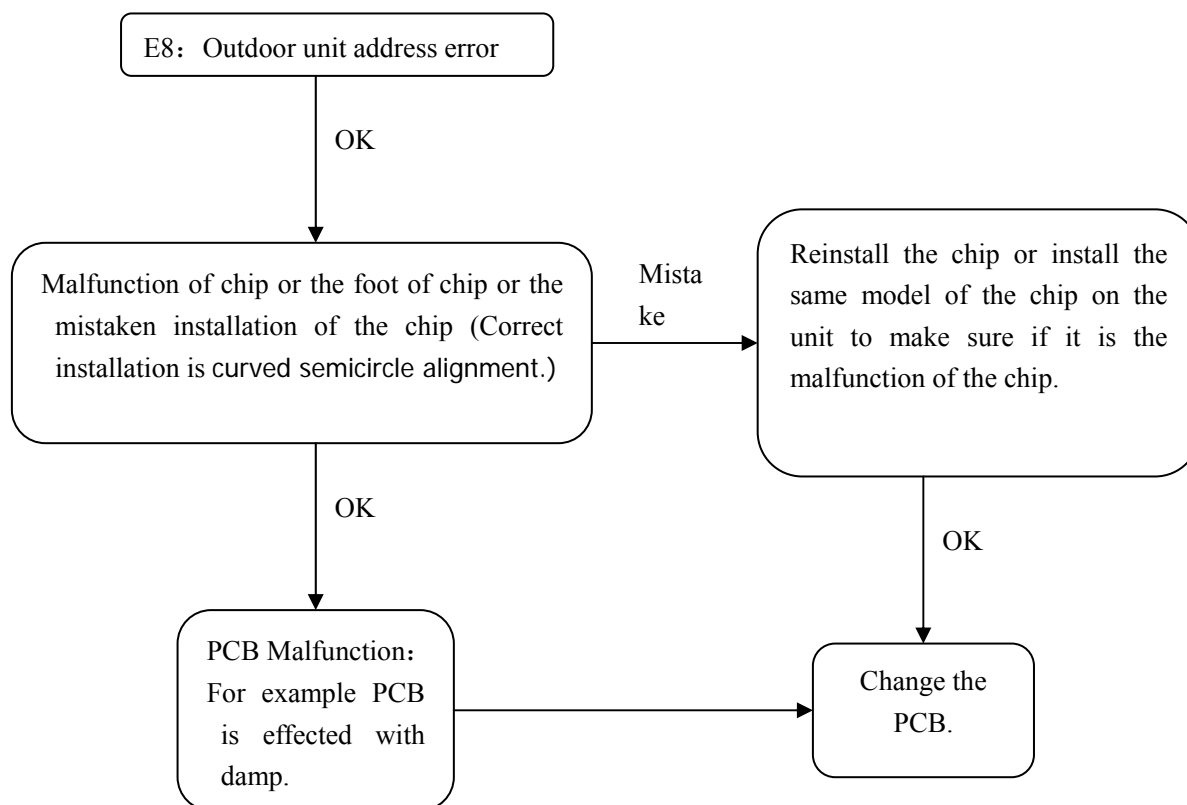 E8：Outdoor unit address error
OK
Malfunction of chip or the foot of chip or the
mistaken installation of the chip (Correct
installation is curved semicircle alignment.)
Mista
ke
Reinstall the chip or install the
same model of the chip on the
unit to make sure if it is the
malfunction of the chip.
OK
OK
PCB Malfunction：
For example PCB
is effected with
damp.
Change the
PCB.